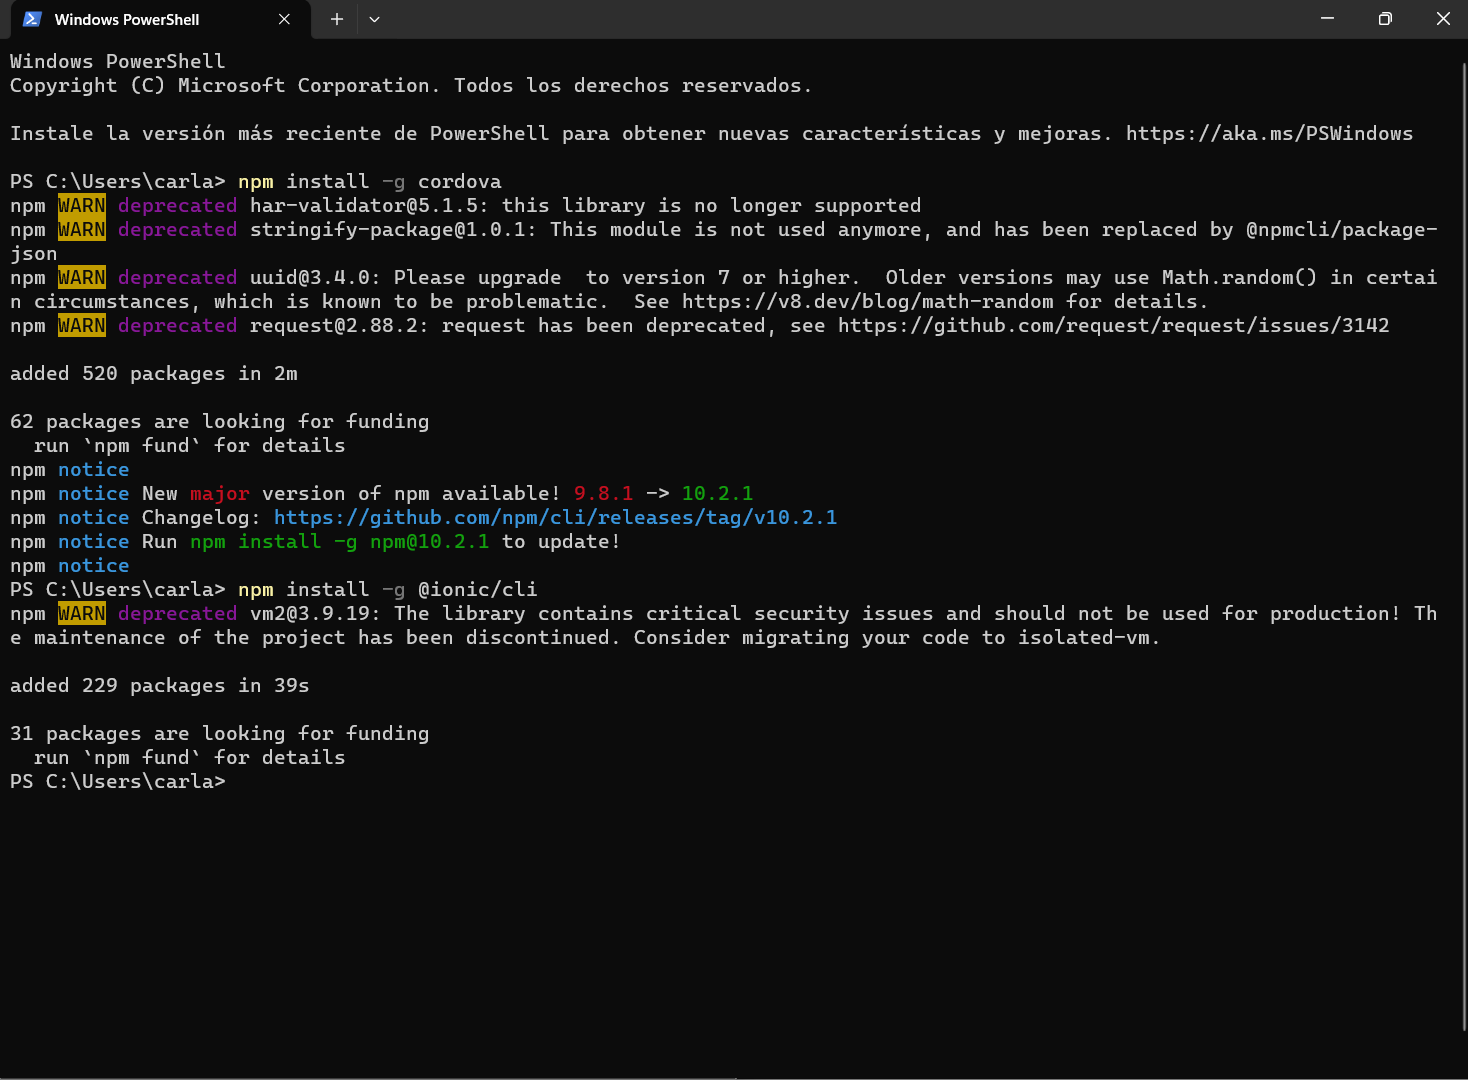 Windows PowerShell
Windows PowerShell
Copyright (C) Microsoft Corporation. Todos los derechos reservados.
Instale la versión más reciente de PowerShell para obtener nuevas características y mejoras. https://aka.ms/PSWindows
PS C:\Users\carla> npm install -g cordova
npm WARN deprecated har-validator@5.1.5: this library is no longer supported
npm WARN deprecated stringify-package@1.0.1: This module is not used anymore, and has been replaced by @npmcli/package-
json
npm WARN deprecated uuid@3.4.0: Please upgrade  to version 7 or higher.  Older versions may use Math.random() in certai
n circumstances, which is known to be problematic.  See https://v8.dev/blog/math-random for details.
npm WARN deprecated request@2.88.2: request has been deprecated, see https://github.com/request/request/issues/3142
added 520 packages in 2m
62 packages are looking for funding
  run `npm fund` for details
npm notice
npm notice New major version of npm available! 9.8.1 -> 10.2.1
npm notice Changelog: https://github.com/npm/cli/releases/tag/v10.2.1
npm notice Run npm install -g npm@10.2.1 to update!
npm notice
PS C:\Users\carla> npm install -g @ionic/cli
npm WARN deprecated vm2@3.9.19: The library contains critical security issues and should not be used for production! Th
e maintenance of the project has been discontinued. Consider migrating your code to isolated-vm.
added 229 packages in 39s
31 packages are looking for funding
  run `npm fund` for details
PS C:\Users\carla>